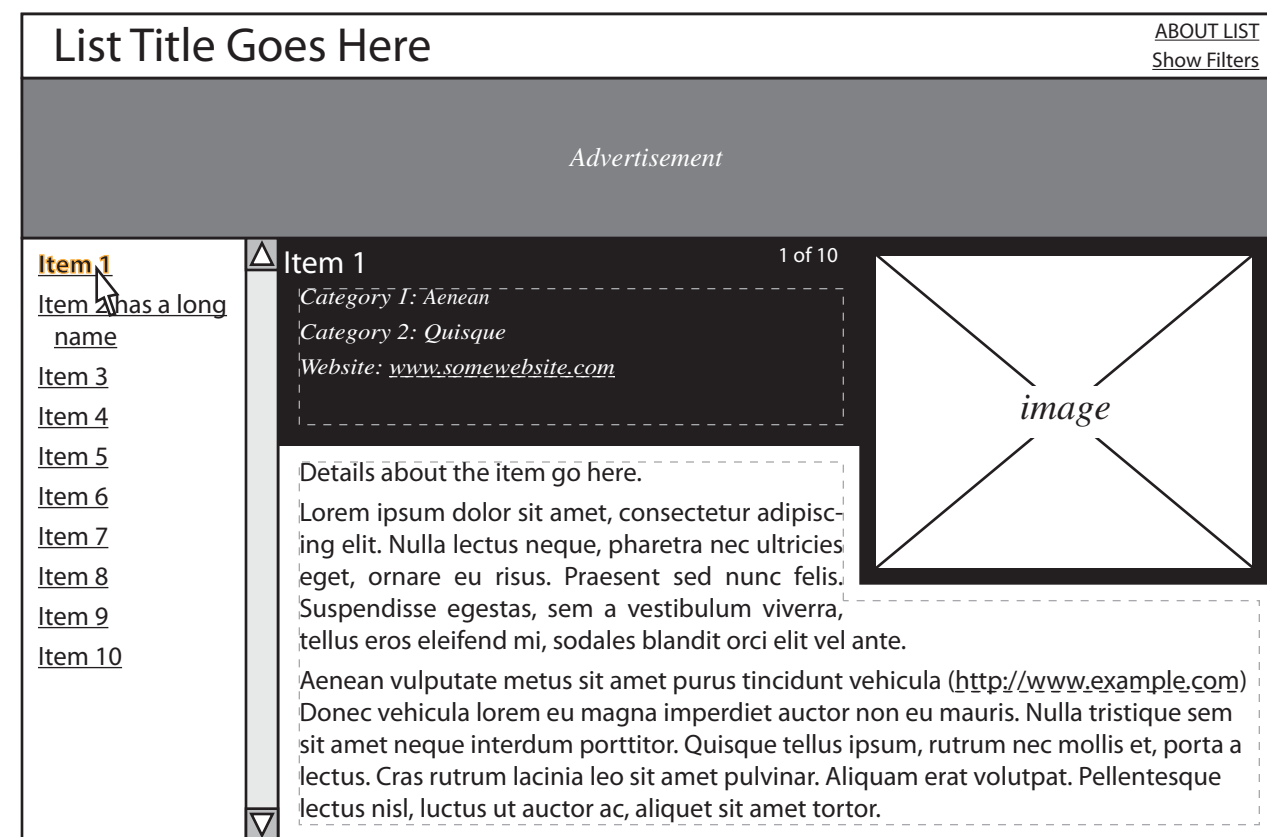 List Title Goes Here
ABOUT LIST
Show Filters
Advertisement
Item 1
Item 2 has a long
name
Item 3
Item 4
Item 5
Item 6
Item 7
Item 8
Item 9
Item 10
Item 1
1 of 10
Category 1: Aenean
Category 2: Quisque
Website: www.somewebsite.com
image
Details about the item go here.
Lorem ipsum dolor sit amet, consectetur adipisc-
ing elit. Nulla lectus neque, pharetra nec ultricies
eget, ornare eu risus. Praesent sed nunc felis.
Suspendisse egestas, sem a vestibulum viverra,
tellus eros eleifend mi, sodales blandit orci elit vel ante.
Aenean vulputate metus sit amet purus tincidunt vehicula (http://www.example.com)
Donec vehicula lorem eu magna imperdiet auctor non eu mauris. Nulla tristique sem
sit amet neque interdum porttitor. Quisque tellus ipsum, rutrum nec mollis et, porta a
lectus. Cras rutrum lacinia leo sit amet pulvinar. Aliquam erat volutpat. Pellentesque
lectus nisl, luctus ut auctor ac, aliquet sit amet tortor.